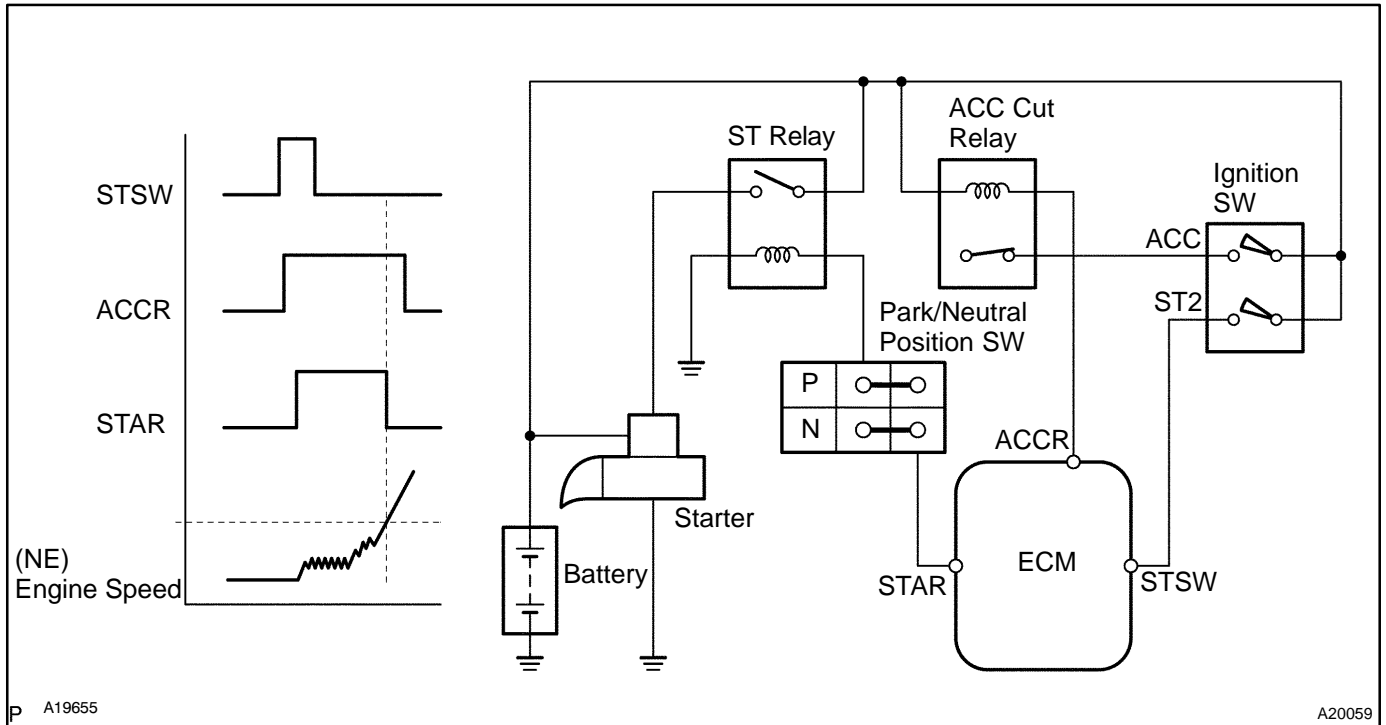 STSW
ACCR
STAR
(NE)
Engine Speed
ST Relay
ACC Cut
Relay
Ignition
SW
ACC
ST2
Park/Neutral
Position SW
P
N
Starter
Battery
ACCR
STAR
ECM
STSW
P A19655
A20059